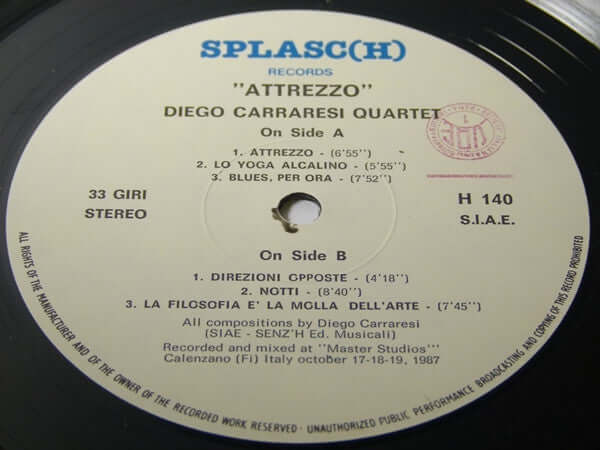 SPLASC(H)
RECORDS
"ATTREZZO"
DIEGO CARRARESI QUARTET
On Side A
1. ATTREZZO - (6'55'')
2. LO YOGA ALCALINO - (5'55'')
3. BLUES, PER ORA - (7'52'')
33 GIRI
STEREO
H 140
S.I.A.E.
On Side B
1. DIREZIONI OPPOSTE - (4'18'')
2. NOTTI - (8'40'')
3. LA FILOSOFIA E' LA MOLLA DELL'ARTE - (7'45'')
All compositions by Diego Carraresi
(SIAE - SENZ'H Ed. Musicali)
Recorded and mixed at ''Master Studios''
Calenzano (Fi) Italy october 17-18-19, 1987
ALL RIGHTS OF THE MANUFACTURER AND OF THE OWNER OF THE RECORDED WORK RESERVED · UNAUTHORIZED PUBLIC PERFORMANCE BROADCASTING AND COPYING OF THIS RECORD PROHIBITED